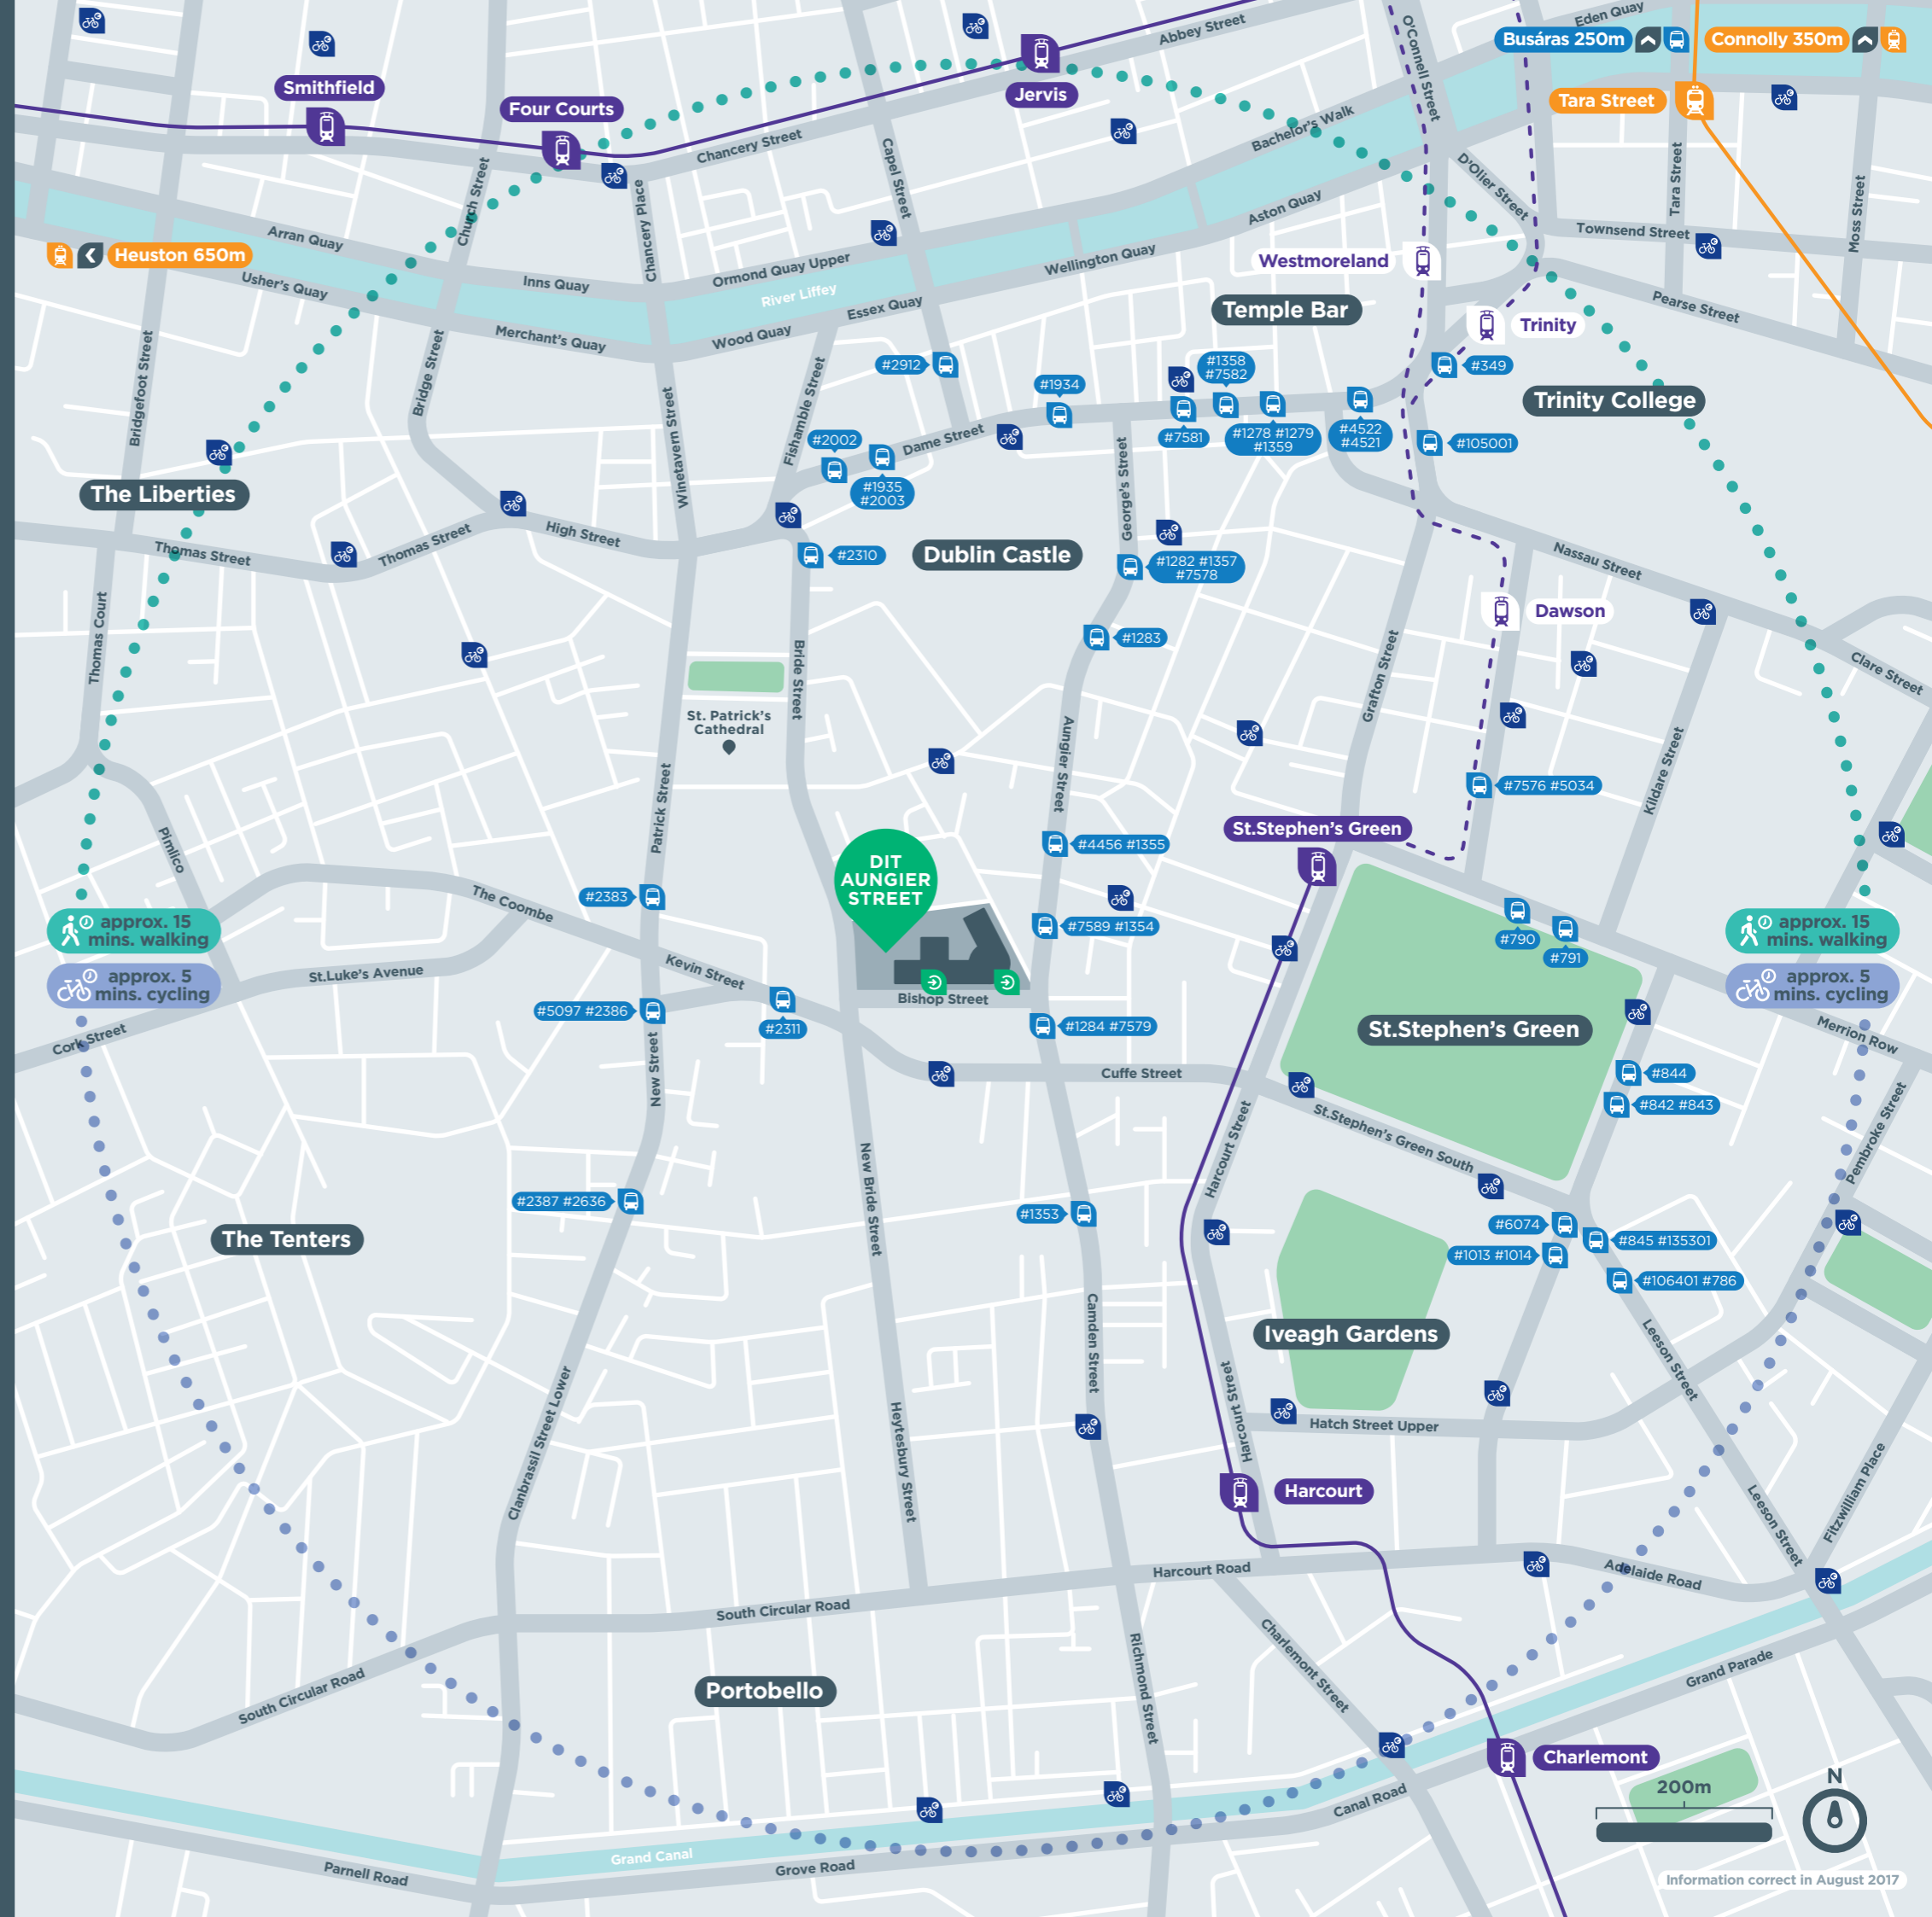 Eden Quay
Abbey Street
O'Connell Street
Busáras 250m
Connolly 350m
Smithfield
Four Courts
Jervis
Tara Street
Chancery Street
Bachelor's Walk
Capel Street
D'Olier Street
Tara Street
Moss Street
Church Street
Chancery Place
Aston Quay
Arran Quay
Townsend Street
Heuston 650m
Usher's Quay
Inns Quay
Ormond Quay Upper
Wellington Quay
Westmoreland
River Liffey
Essex Quay
Temple Bar
Pearse Street
Merchant's Quay
Wood Quay
Trinity
Bridgefoot Street
Bridge Street
#2912
#1934
#1358
#7582
#349
Trinity College
Fishamble Street
Winetavern Street
#2002
Dame Street
#7581
#1278 #1279
#1359
#4522
#4521
#105001
The Liberties
#1935
#2003
George's Street
Thomas Street
Thomas Street
High Street
#2310
Dublin Castle
#1282 #1357
#7578
Nassau Street
Dawson
Thomas Court
#1283
Bride Street
Grafton Street
Clare Street
St. Patrick's
Cathedral
Aungier Street
Kildare Street
#7576 #5034
Patrick Street
Pimlico
St.Stephen's Green
#4456 #1355
DIT
AUNGIER
STREET
The Coombe
#2383
#7589 #1354
#790
#791
approx. 15
mins. walking
approx. 15
mins. walking
St.Luke's Avenue
Kevin Street
approx. 5
mins. cycling
approx. 5
mins. cycling
Bishop Street
#5097 #2386
#2311
#1284 #7579
St.Stephen's Green
Merrion Row
Cork Street
New Street
Cuffe Street
#844
#842 #843
Harcourt Street
St.Stephen's Green South
Pembroke Street
New Bride Street
#2387 #2636
#1353
#6074
#845 #135301
#1013 #1014
#106401 #786
The Tenters
Iveagh Gardens
Camden Street
Leeson Street
Harcourt Street
Hatch Street Upper
Clanbrassil Street Lower
Heytesbury Street
Harcourt
Leeson Street
Fitzwilliam Place
Harcourt Road
Adelaide Road
South Circular Road
South Circular Road
Charlemont Street
Richmond Street
Portobello
Grand Parade
Charlemont
200m
N
Canal Road
Grand Canal
Grove Road
Parnell Road
Information correct in August 2017